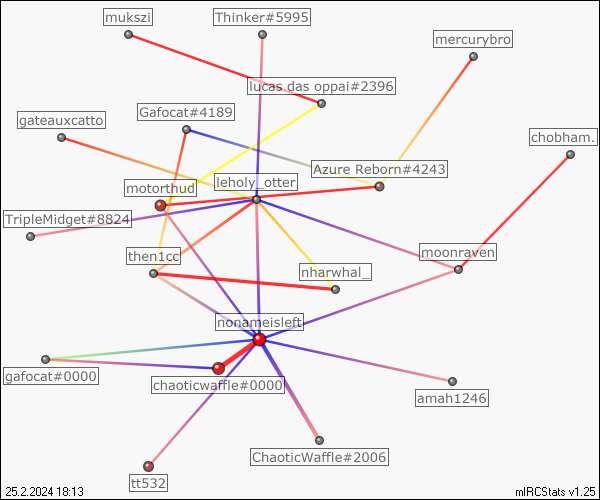 mukszi
Thinker#5995
mercurybro
lucas das oppai#2396
Gafocat#4189
gateauxcatto
chobham.
Azure Reborn#4243
leholy_otter
motorthud
TripleMidget#8824
then1cc
moonraven
nharwhal_
nonameisleft
gafocat#0000
chaoticwaffle#0000
amah1246
ChaoticWaffle#2006
tt532
25.2.2024 18:13
mIRCStats v1.25